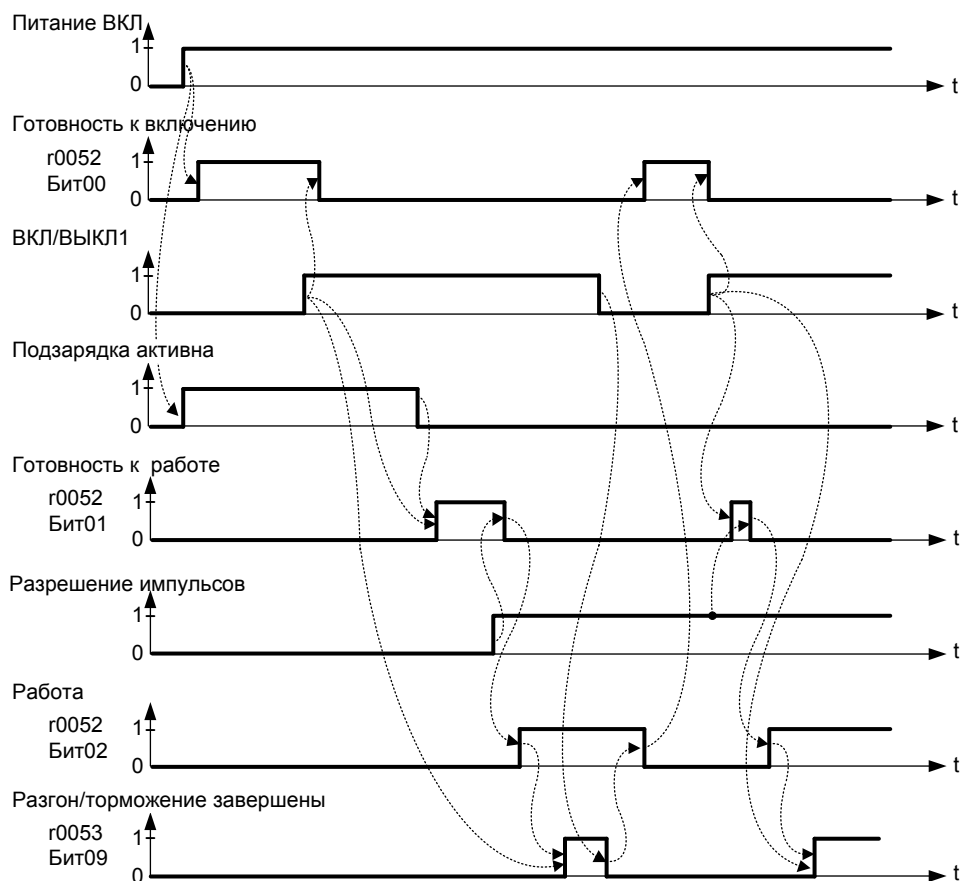 Питание ВКЛ
1
0
t
Готовность к включению
r0052
Бит00
1
0
t
ВКЛ/ВЫКЛ1
1
0
t
Подзарядка активна
1
0
t
Готовность к работе
r0052
Бит01
1
0
t
Разрешение импульсов
1
0
t
Работа
r0052
Бит02
1
0
t
Разгон/торможение завершены
r0053
Бит09
1
0
t